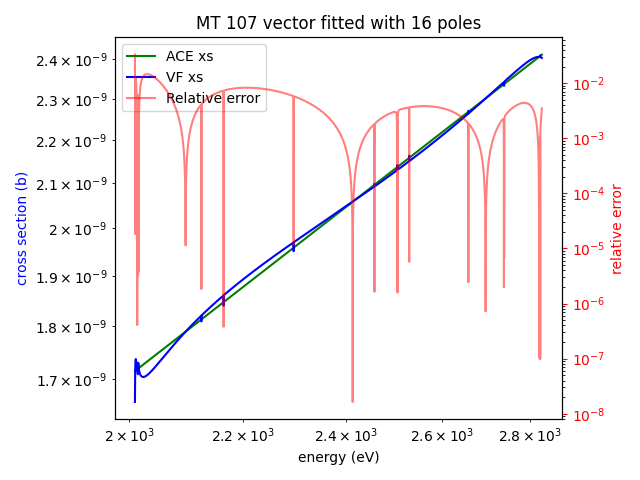 MT 107 vector fitted with 16 poles
ACE xs
VF xs
Relative error
cross section (b)
2.4 × 10⁻⁹
2.3 × 10⁻⁹
2.2 × 10⁻⁹
2.1 × 10⁻⁹
2 × 10⁻⁹
1.9 × 10⁻⁹
1.8 × 10⁻⁹
1.7 × 10⁻⁹
10⁻²
10⁻³
10⁻⁴
10⁻⁵
10⁻⁶
10⁻⁷
10⁻⁸
relative error
2 × 10³ 2.2 × 10³ 2.4 × 10³ 2.6 × 10³ 2.8 × 10³
energy (eV)